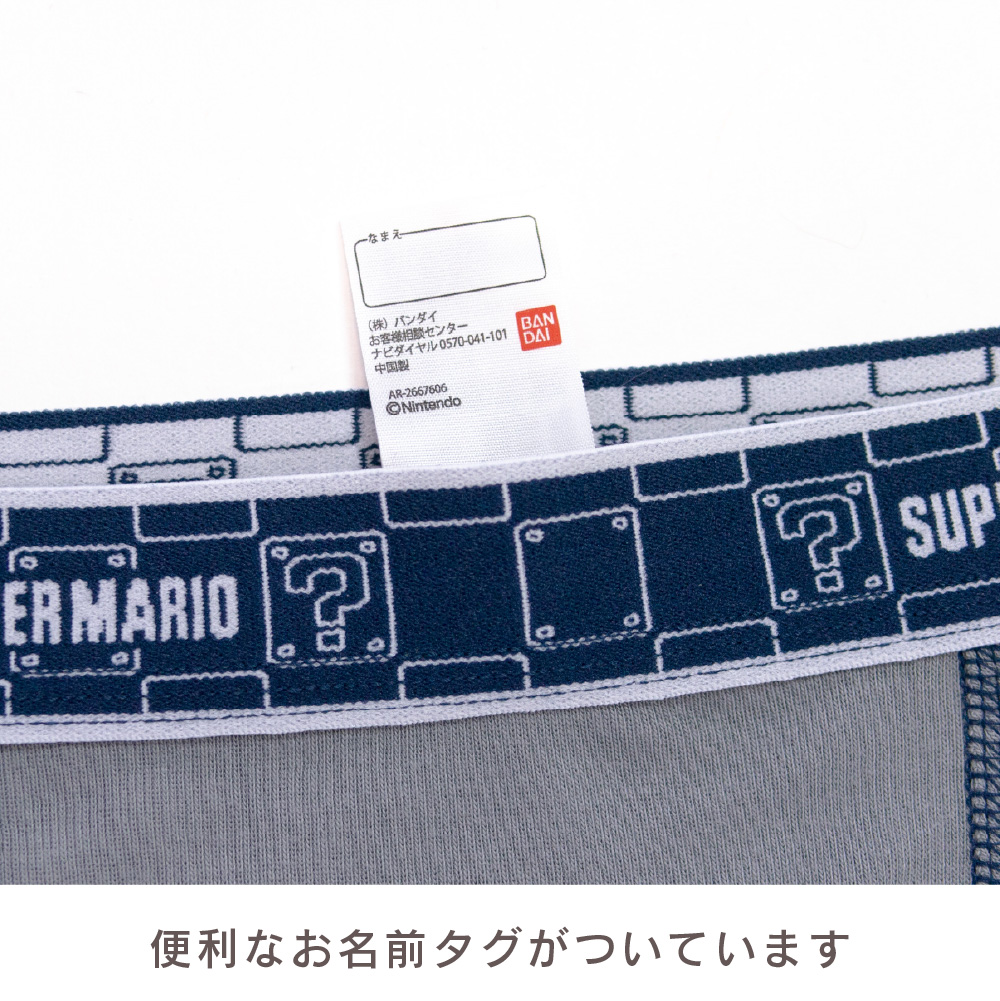 なまえ
(株) バンダイ
お客様相談センター
ナビダイヤル 0570-041-101
中国製
BAN
DAI
AR-2667606
©Nintendo
ER MARIO
?
?
SUP
便利なお名前タグがついています